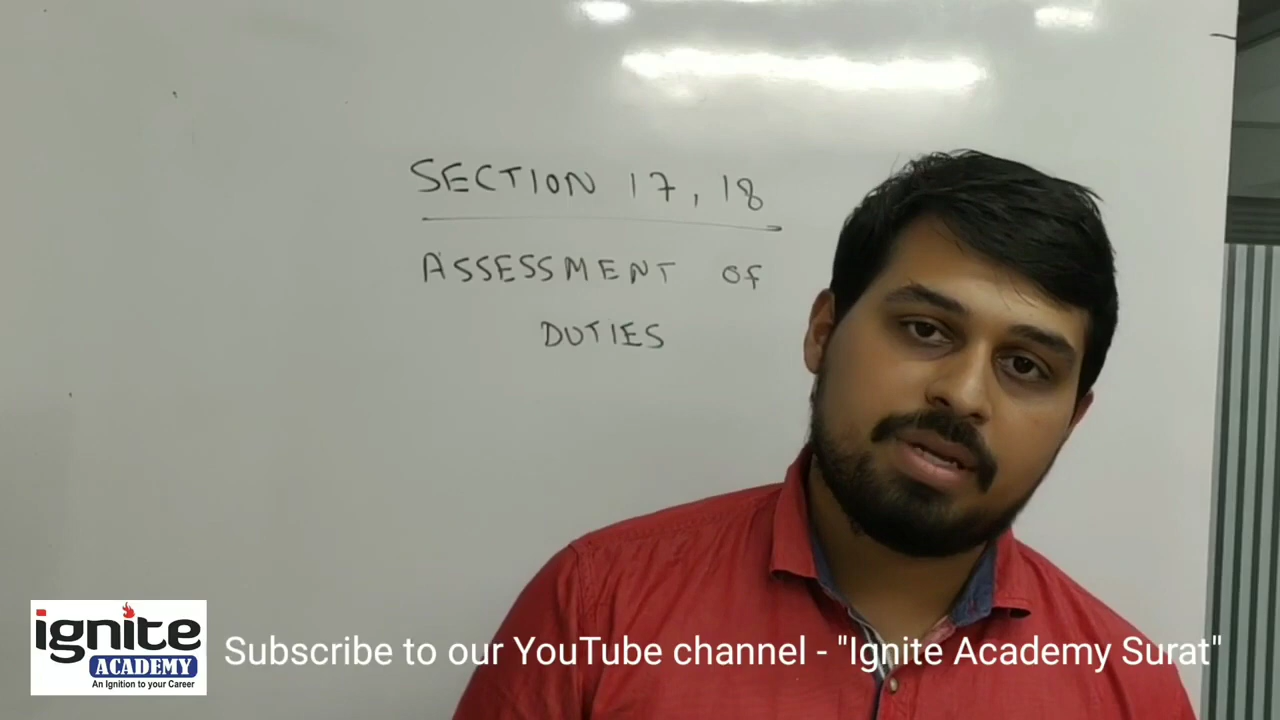 SECTION 17, 18
ASSESSMENT OF
DUTIES
ignite
ACADEMY
An Ignition to your Career
Subscribe to our YouTube channel - "Ignite Academy Surat"